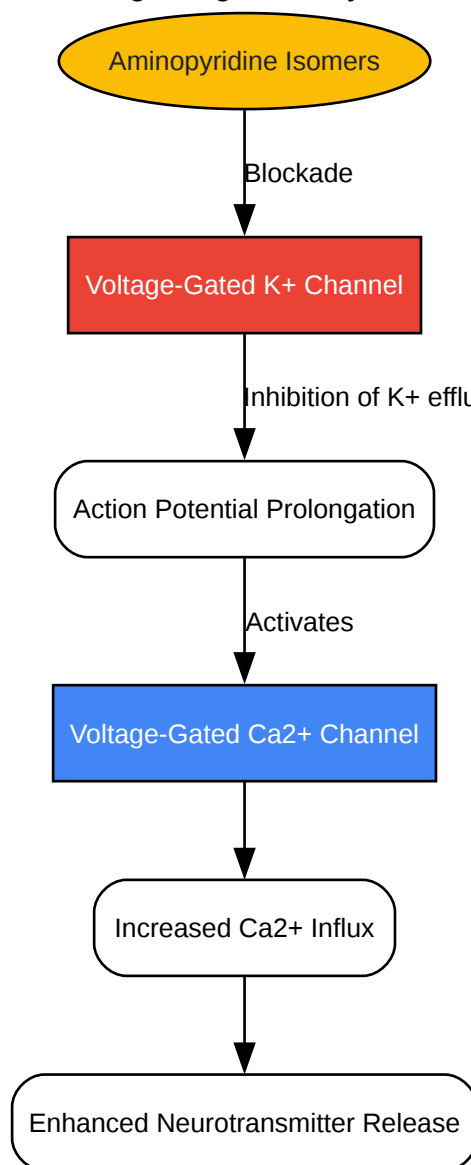 Aminopyridine Isomers
Blockade
Voltage-Gated K+ Channel
Inhibition of K+
Action Potential Prolongation
Activates
Voltage-Gated Ca2+ Channel
Increased Ca2+ Influx
Enhanced Neurotransmitter Release